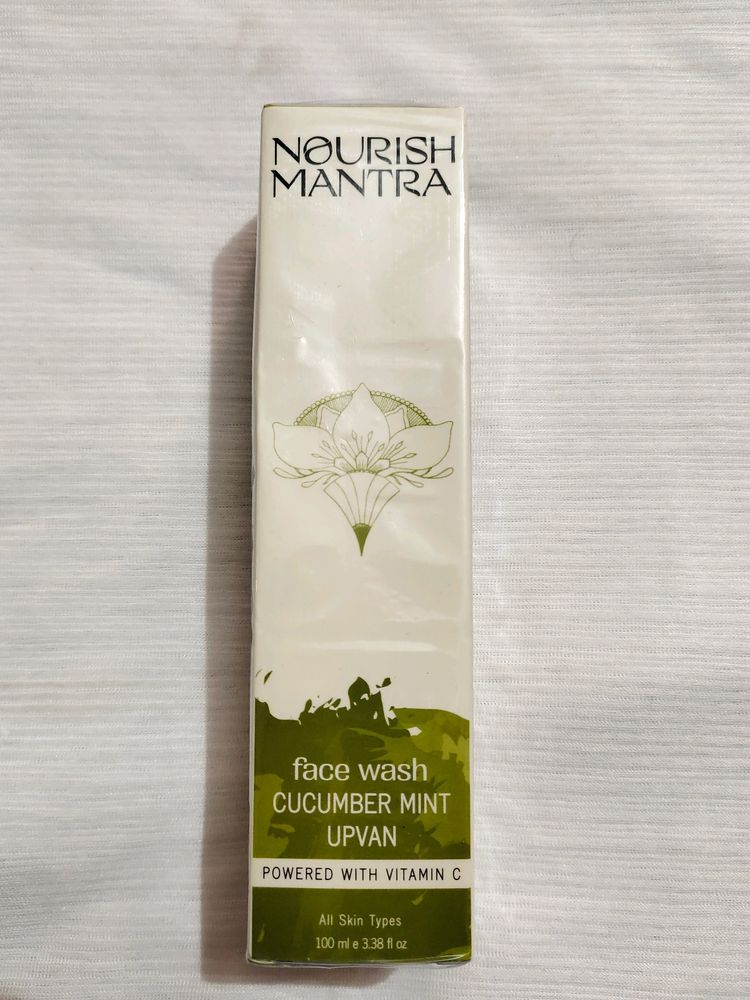 NOURISH
MANTRA
face wash
CUCUMBER MINT
UPVAN
POWERED WITH VITAMIN C
All Skin Types
100 ml e 3.38 fl oz